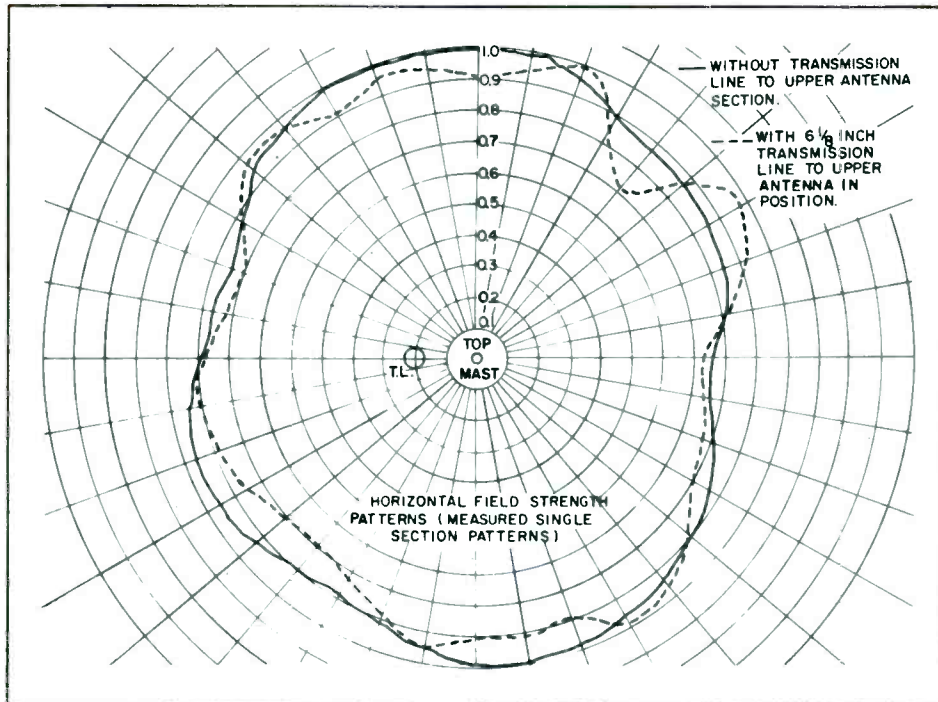 1.0
0.9
0.8
0.7
0.6
0.5
0.4
0.3
0.2
0.1
WITHOUT TRANSMISSION
LINE TO UPPER ANTENNA
SECTION.
WITH 6 1/8 INCH
TRANSMISSION
LINE TO UPPER
ANTENNA IN
POSITION.
TOP
MAST
T.L.
HORIZONTAL FIELD STRENGTH
PATTERNS (MEASURED SINGLE
SECTION PATTERNS)